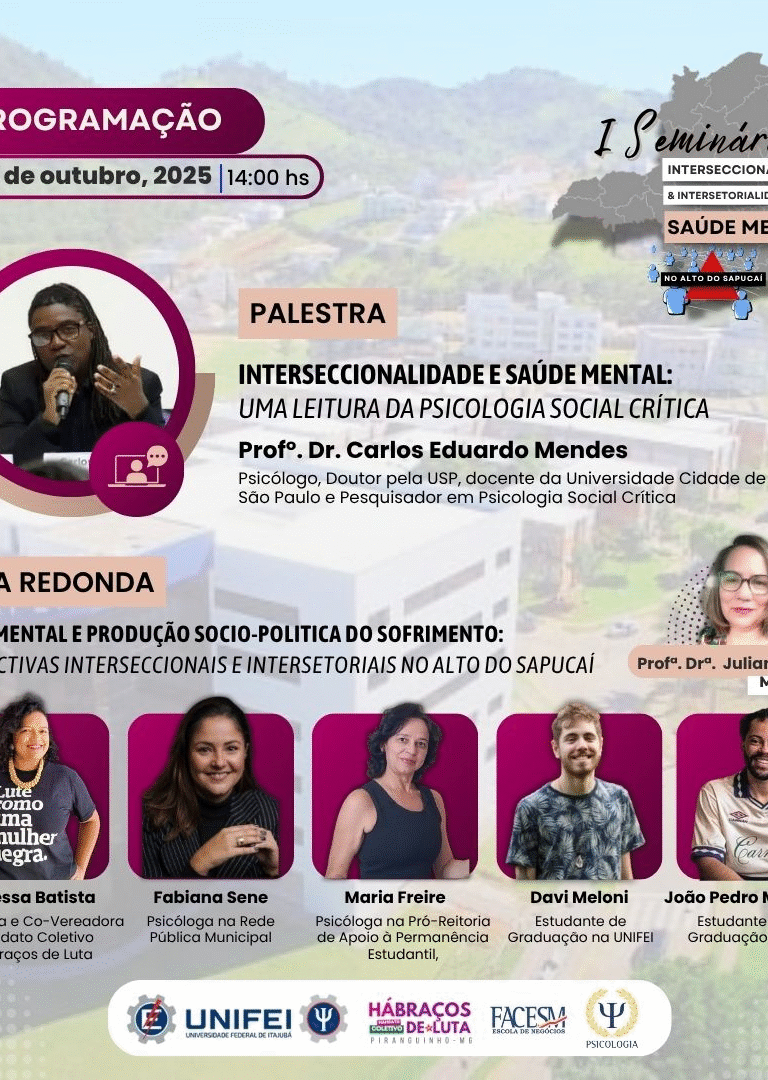 ROGRAMAÇÃO
de outubro, 2025 | 14:00 hs
I Seminár
INTERSECCIONA
& INTERSETORIALID
SAÚDE ME
NO ALTO DO SAPUCAÍ
PALESTRA
INTERSECCIONALIDADE E SAÚDE MENTAL:
UMA LEITURA DA PSICOLOGIA SOCIAL CRÍTICA
Profº. Dr. Carlos Eduardo Mendes
Psicólogo, Doutor pela USP, docente da Universidade Cidade de
São Paulo e Pesquisador em Psicologia Social Crítica
A REDONDA
MENTAL E PRODUÇÃO SOCIO-POLITICA DO SOFRIMENTO:
CTIVAS INTERSECCIONAIS E INTERSETORIAIS NO ALTO DO SAPUCAÍ
Profª. Drª. Julian
M
Lute
como
uma
mulher
negra.
essa Batista
a e Co-Vereadora
dato Coletivo
raços de Luta
Fabiana Sene
Psicóloga na Rede
Pública Municipal
Maria Freire
Psicóloga na Pró-Reitoria
de Apoio à Permanência
Estudantil,
Davi Meloni
Estudante de
Graduação na UNIFEI
João Pedro M
Estudante
Graduação
UNIFEI
UNIVERSIDADE FEDERAL DE ITAJUBÁ
HÁBRAÇOS
MANDATO
COLETIVO DE LUTA
PIRANGUINHO-MG
FACESM
ESCOLA DE NEGÓCIOS
PSICOLOGIA